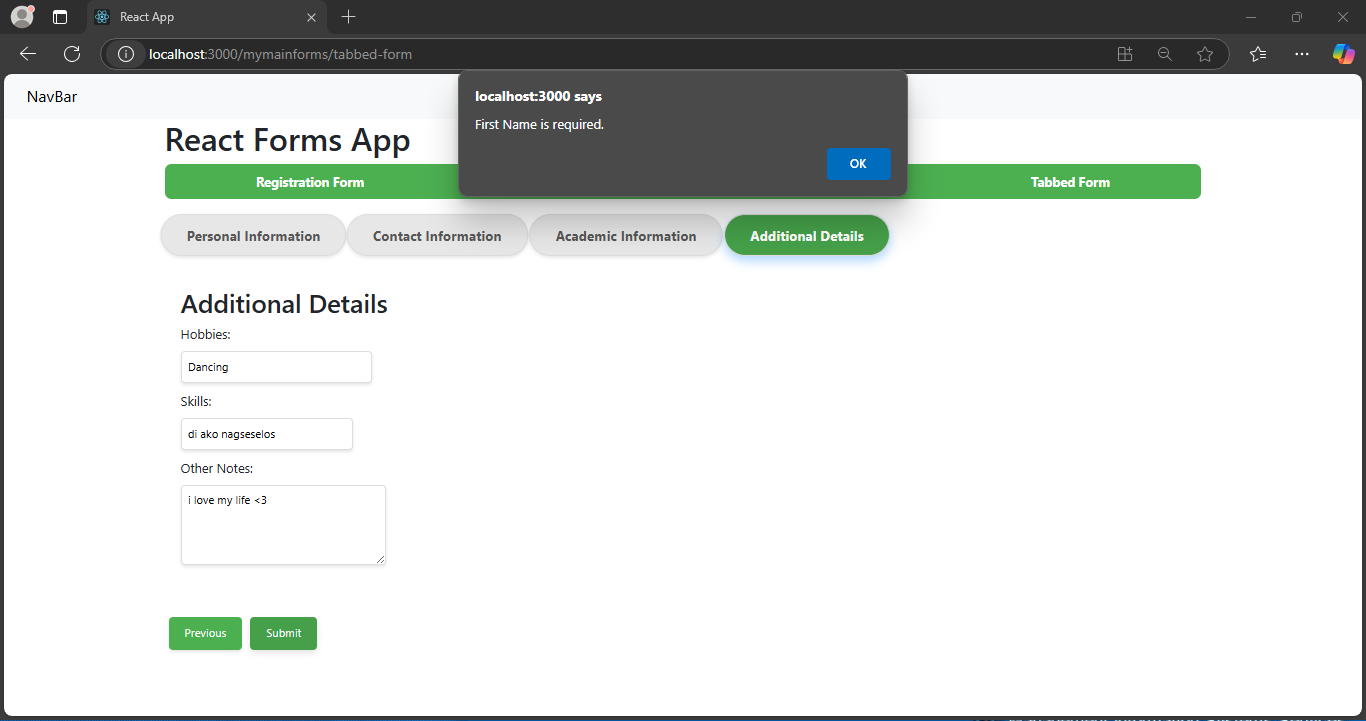 React App
localhost:3000/mymainforms/tabbed-form
NavBar
localhost:3000 says
First Name is required.
OK
React Forms App
Registration Form
Tabbed Form
Personal Information
Contact Information
Academic Information
Additional Details
Additional Details
Hobbies:
Dancing
Skills:
di ako nagseselos
Other Notes:
i love my life <3
Previous
Submit